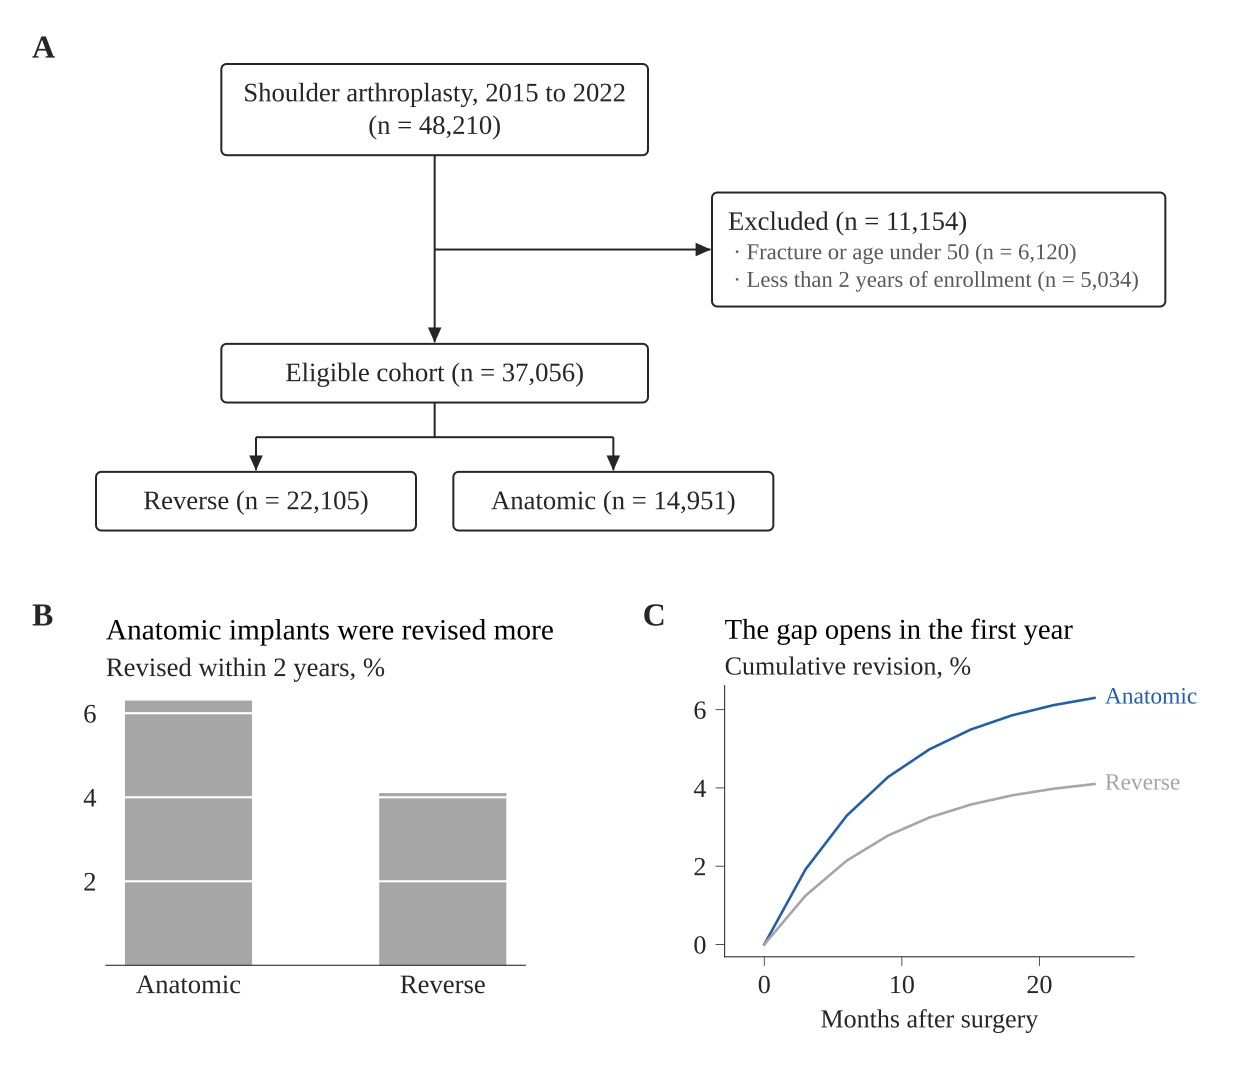 A
Shoulder arthroplasty, 2015 to 2022
(n = 48,210)
Excluded (n = 11,154)
· Fracture or age under 50 (n = 6,120)
· Less than 2 years of enrollment (n = 5,034)
Eligible cohort (n = 37,056)
Reverse (n = 22,105)
Anatomic (n = 14,951)
B
Anatomic implants were revised more
Revised within 2 years, %
6
4
2
Anatomic
Reverse
C
The gap opens in the first year
Cumulative revision, %
6
4
2
0
Anatomic
Reverse
0
10
20
Months after surgery